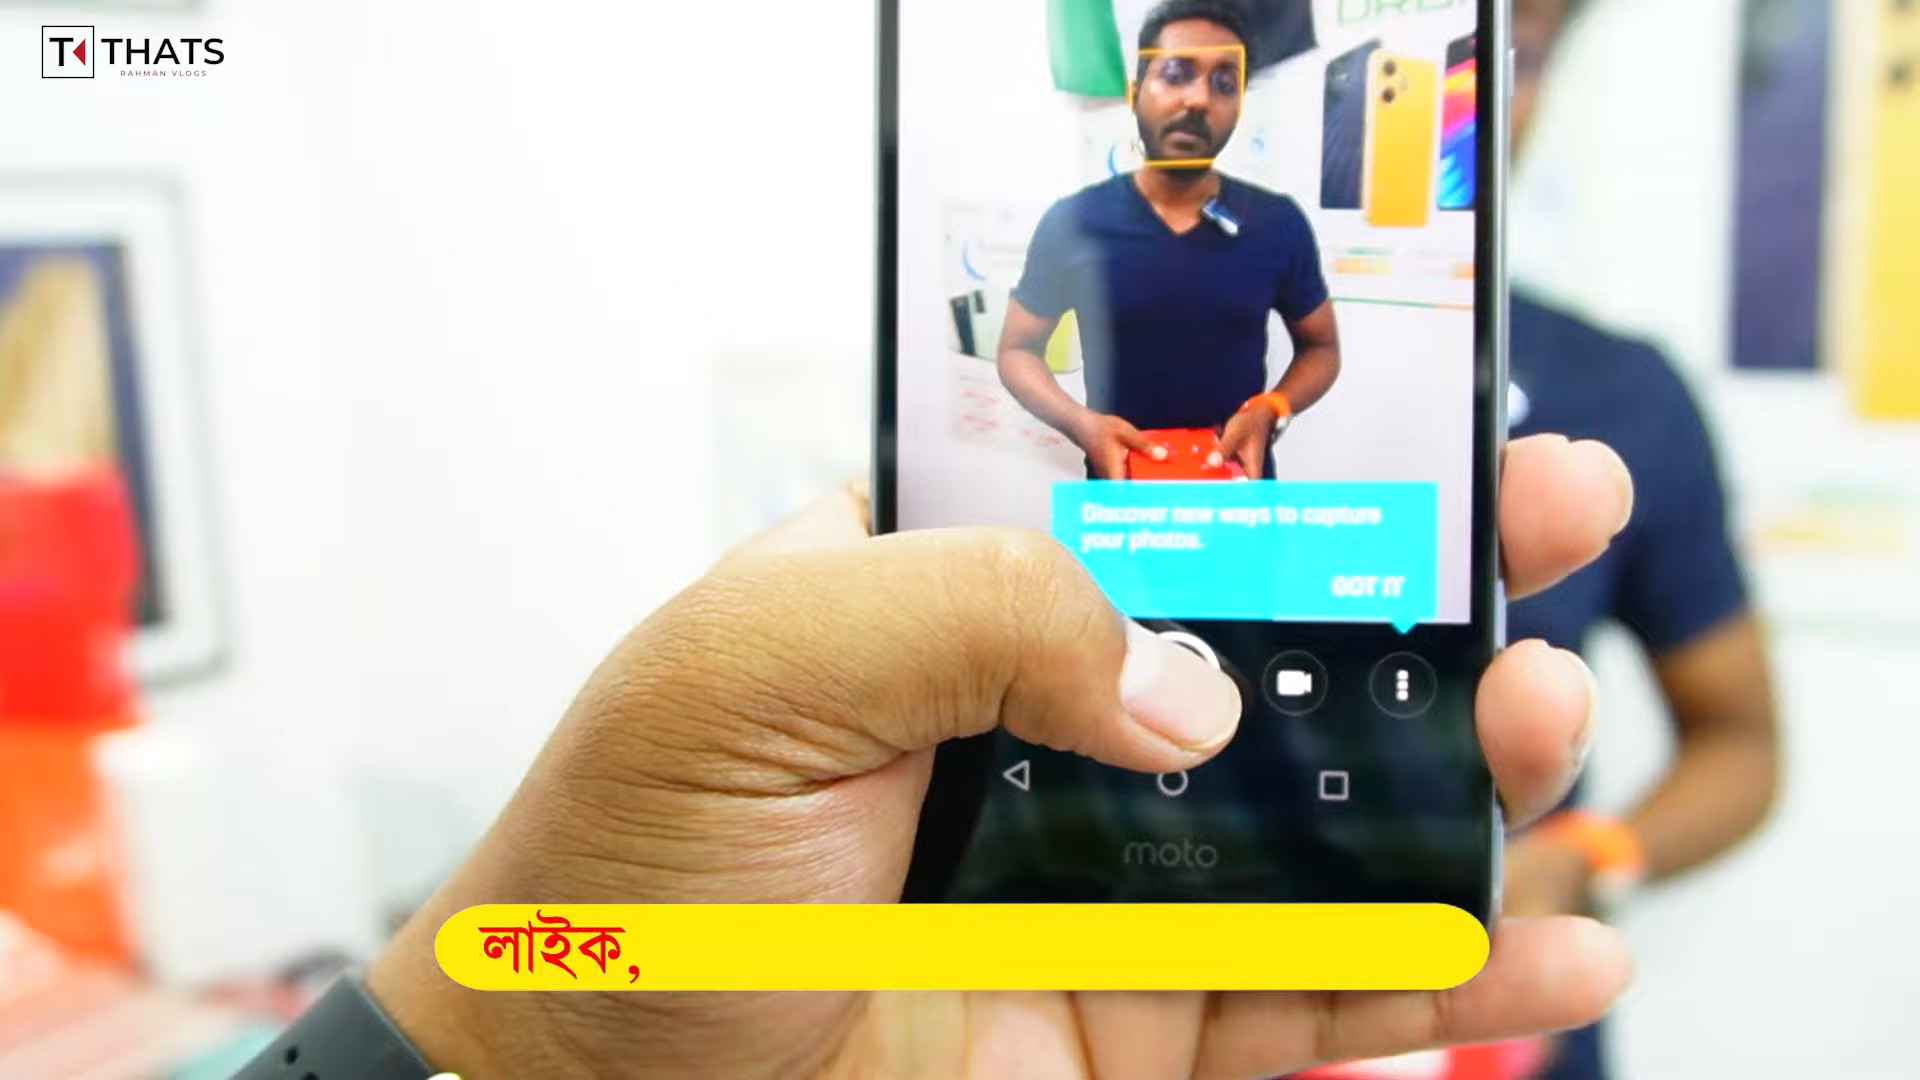 THATS
RAHMAN VLOGS
Discover new ways to capture
your photos.
GOT IT
moto
লাইক,